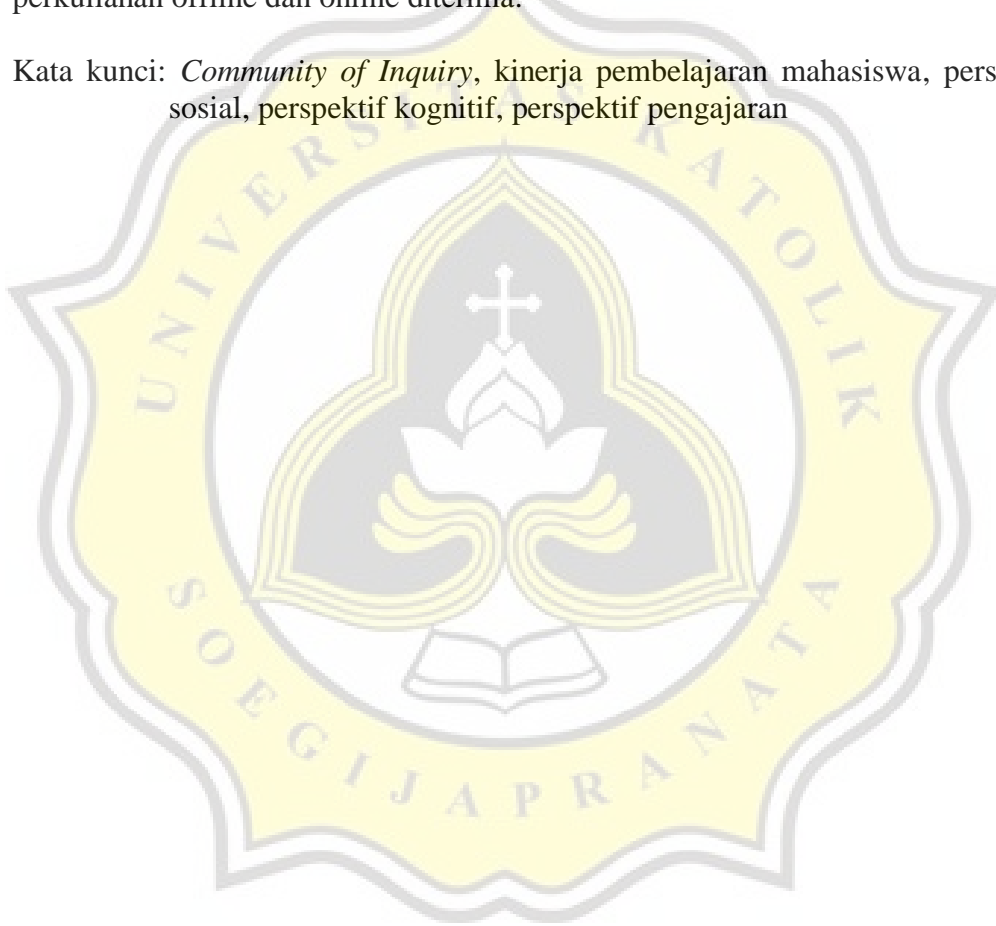 perkuliahan offline dan online diterima.
Kata kunci: Community of Inquiry, kinerja pembelajaran mahasiswa, pers
sosial, perspektif kognitif, perspektif pengajaran
UNIVERSITAS KATOLIK
SOEGIJAPRANATA